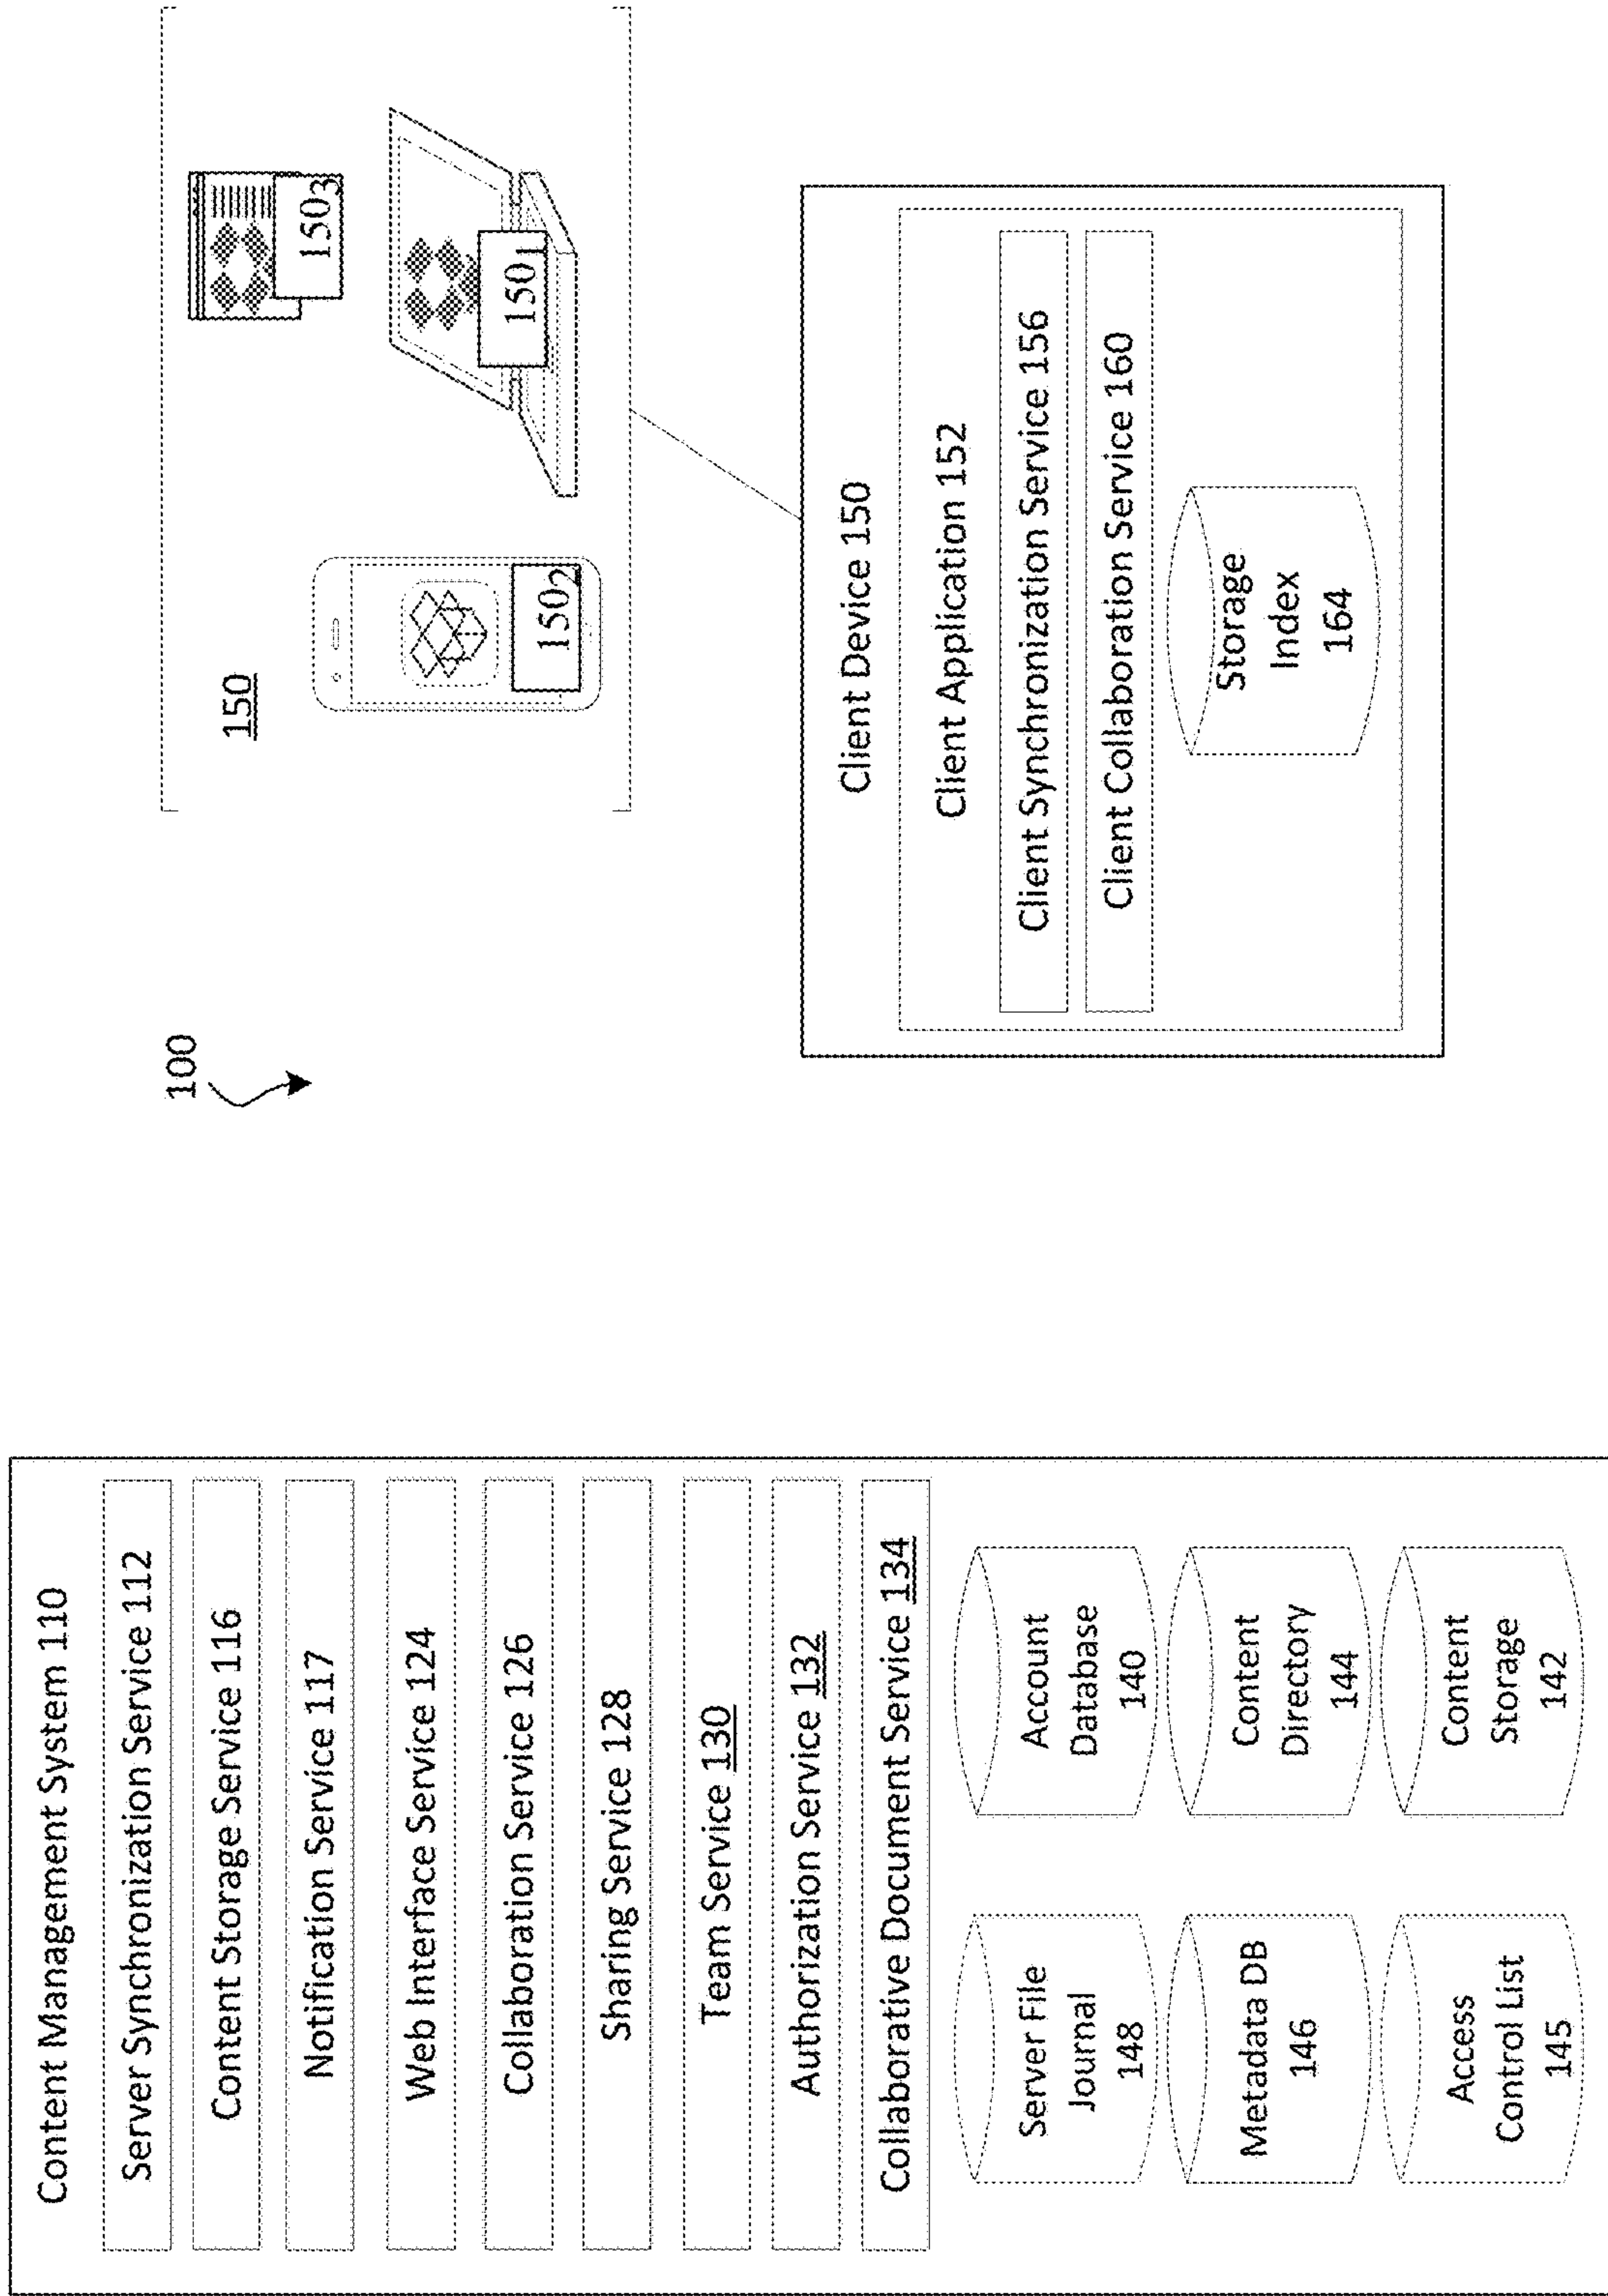 Content Management System 110
Server Synchronization Service 112
Content Storage Service 116
Notification Service 117
Web Interface Service 124
Collaboration Service 126
Sharing Service 128
Team Service 130
Authorization Service 132
Collaborative Document Service 134
Server File
Journal
148
Account
Database
140
Metadata DB
146
Content
Directory
144
Access
Control List
145
Content
Storage
142
100
150
150₂
150₃
150₁
Client Device 150
Client Application 152
Client Synchronization Service 156
Client Collaboration Service 160
Storage
Index
164